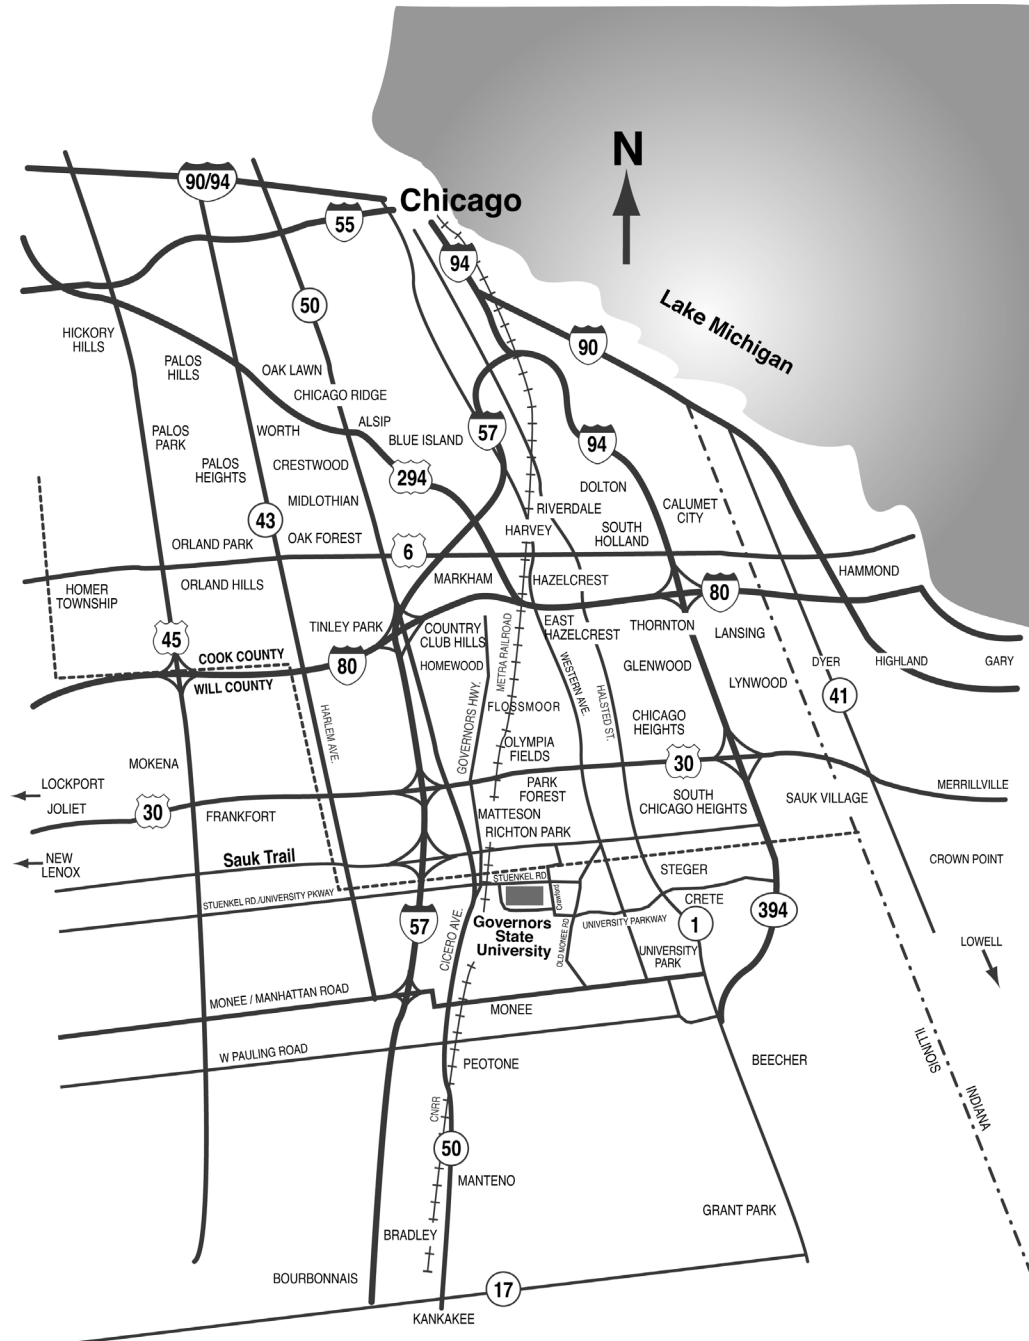 N
90/94
Chicago
55
94
50
Lake Michigan
90
HICKORY
HILLS
PALOS
HILLS
OAK LAWN
CHICAGO RIDGE
ALSIP
BLUE ISLAND
57
94
PALOS
PARK
WORTH
PALOS
HEIGHTS
CRESTWOOD
294
MIDLOTHIAN
DOLTON
CALUMET
CITY
RIVERDALE
43
HARVEY
SOUTH
HOLLAND
ORLAND PARK
OAK FOREST
6
HAMMOND
HOMER
TOWNSHIP
ORLAND HILLS
MARKHAM
HAZELCREST
80
45
TINLEY PARK
COUNTRY
CLUB HILLS
EAST
HAZELCREST
THORNTON
LANSING
COOK COUNTY
WILL COUNTY
80
HOMEWOOD
METRA RAILROAD
WESTERN AVE.
GLENWOOD
LYNWOOD
DYER
HIGHLAND
GARY
41
HARLEM AVE.
GOVERNORS HWY.
FLOSSMOOR
HALSTED ST.
CHICAGO
HEIGHTS
OLYMPIA
FIELDS
MOKENA
30
LOCKPORT
JOLIET
30
FRANKFORT
PARK
FOREST
SOUTH
CHICAGO HEIGHTS
SAUK VILLAGE
MERRILLVILLE
MATTESON
RICHTON PARK
Sauk Trail
NEW
LENOX
STUENKEL RD
STEGER
CROWN POINT
STUENKEL RD./UNIVERSITY PKWAY
Crawford
CRETE
394
57
CICERO AVE.
Governors
State
University
OLD MONEE RD
UNIVERSITY PARKWAY
1
UNIVERSITY
PARK
LOWELL
MONEE / MANHATTAN ROAD
MONEE
W PAULING ROAD
PEOTONE
BEECHER
ILLINOIS
INDIANA
CNRR
50
MANTENO
GRANT PARK
BRADLEY
BOURBONNAIS
17
KANKAKEE